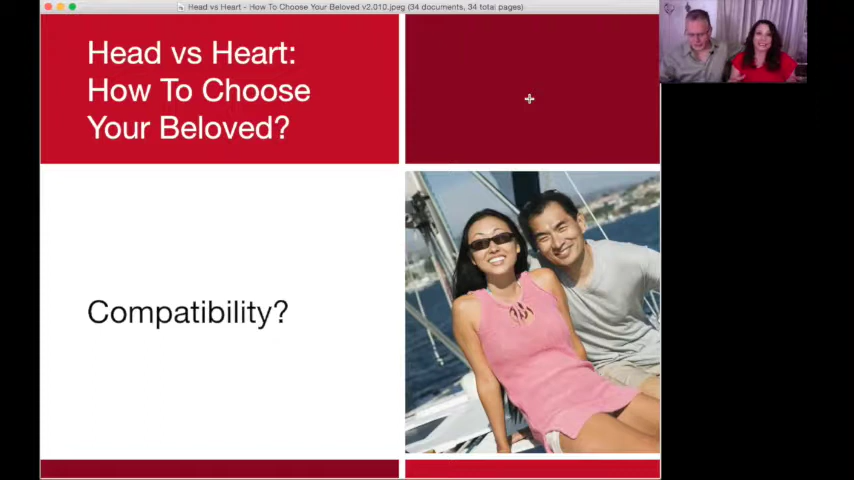 Head vs Heart - How To Choose Your Beloved v2.010.jpeg (34 documents, 34 total pages)
Head vs Heart:
How To Choose
Your Beloved?
Compatibility?